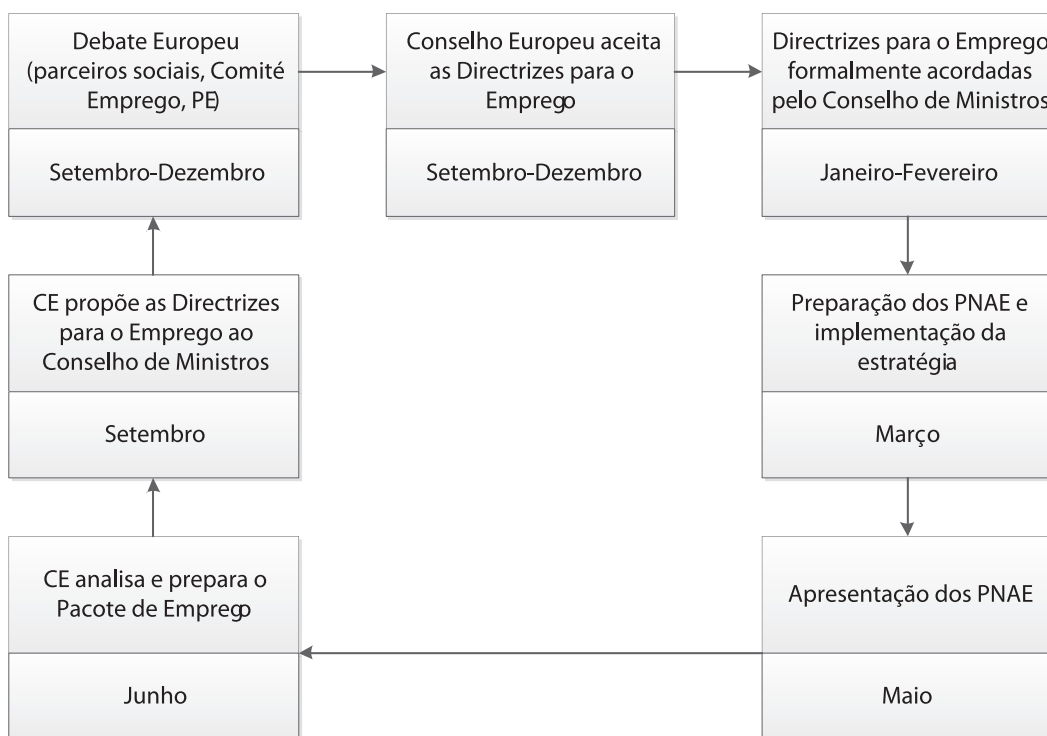 Debate Europeu
(parceiros sociais, Comité
Emprego, PE)
Setembro-Dezembro
Conselho Europeu aceita
as Directrizes para o
Emprego
Setembro-Dezembro
Directrizes para o Emprego
formalmente acordadas
pelo Conselho de Ministros
Janeiro-Fevereiro
CE propõe as Directrizes
para o Emprego ao
Conselho de Ministros
Setembro
Preparação dos PNAE e
implementação da
estratégia
Março
CE analisa e prepara o
Pacote de Emprego
Junho
Apresentação dos PNAE
Maio